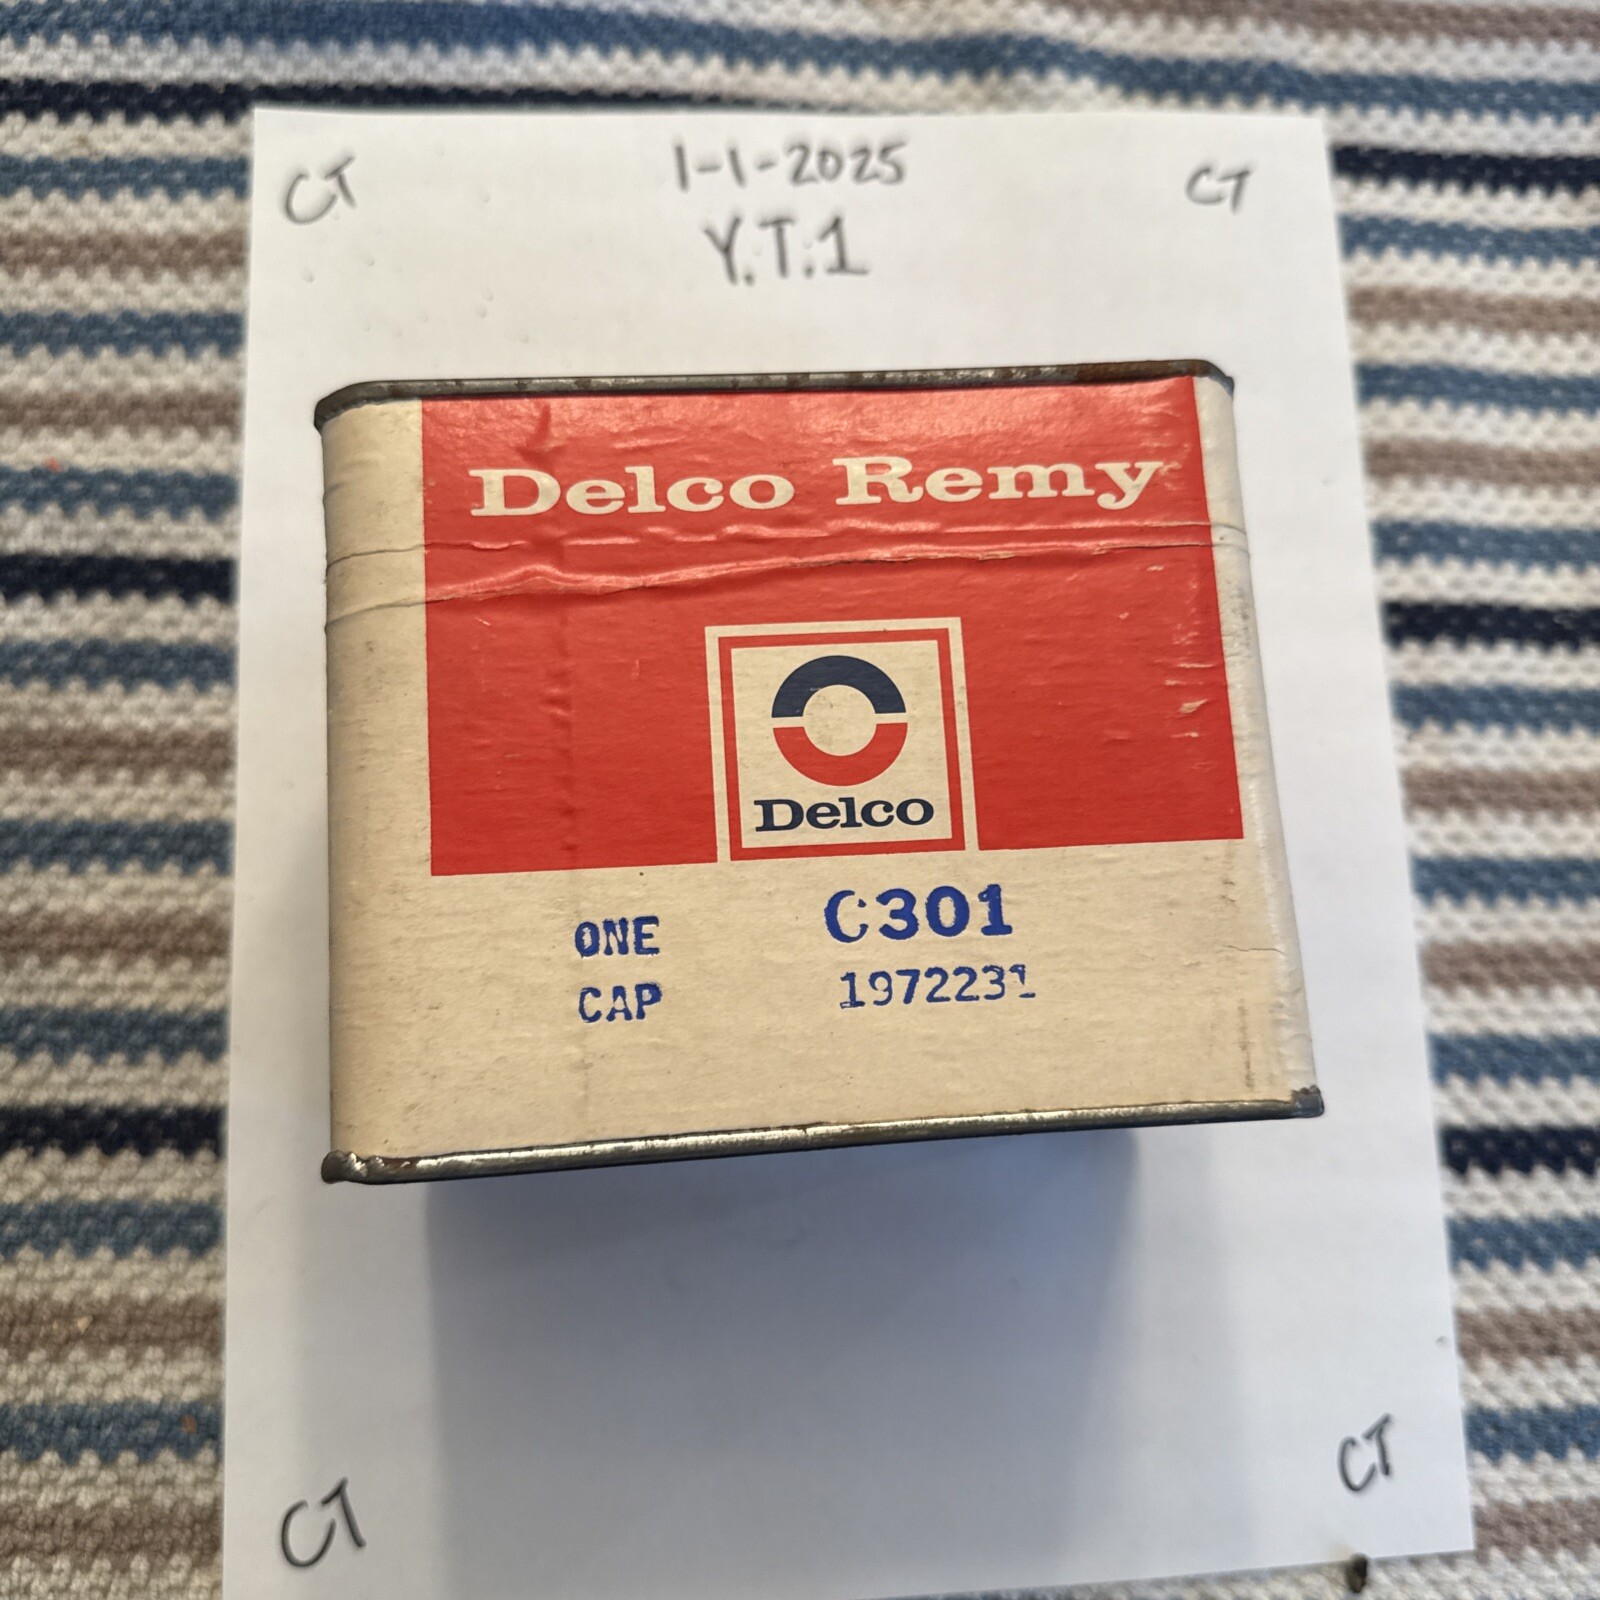 CT 1-1-2025 CT
Y.T.1
Delco Remy
Delco
ONE C301
CAP 1972231
CT CT